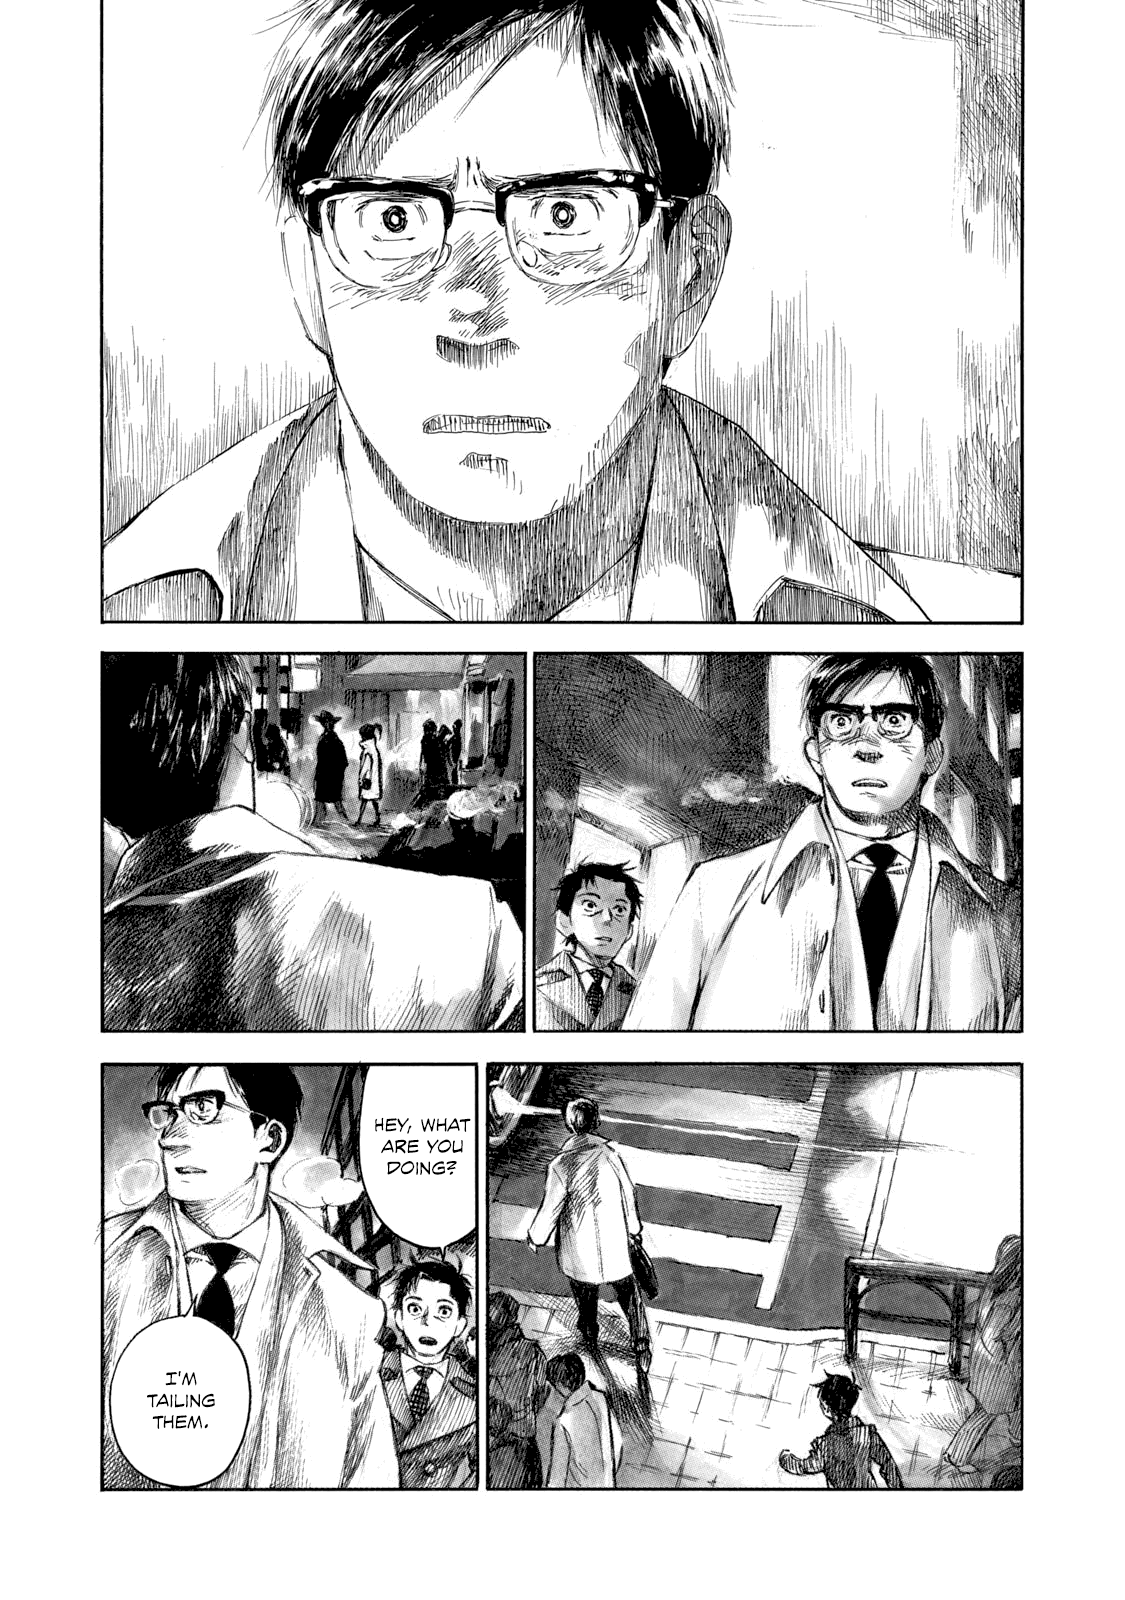 HEY, WHAT
ARE YOU
DOING?
I'M
TAILING
THEM.